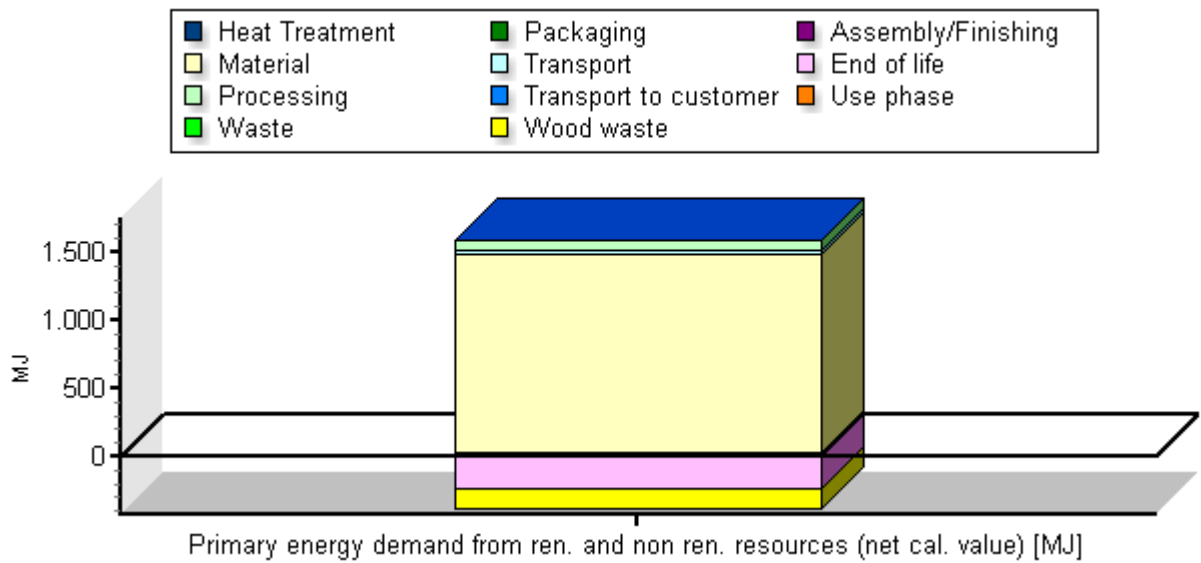 Heat Treatment Packaging Assembly/Finishing
Material Transport End of life
Processing Transport to customer Use phase
Waste Wood waste
1.500
1.000
MJ
500
0
Primary energy demand from ren. and non ren. resources (net cal. value) [MJ]